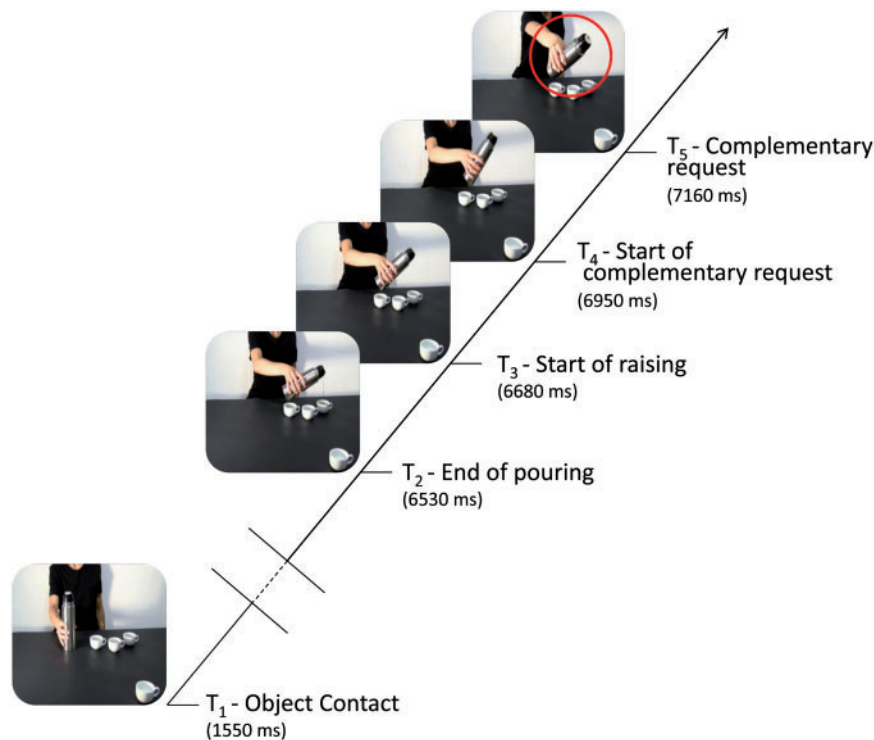 T5 - Complementary
request
(7160 ms)
T4 - Start of
complementary request
(6950 ms)
T3 - Start of raising
(6680 ms)
T2 - End of pouring
(6530 ms)
T1 - Object Contact
(1550 ms)